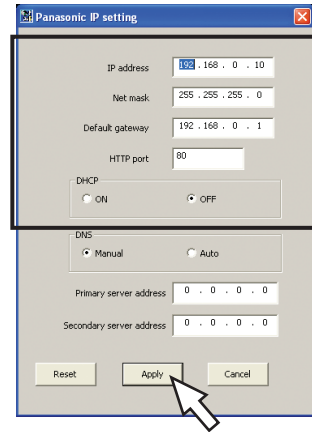 Panasonic IP setting
IP address 192 . 168 . 0 . 10
Net mask 255 . 255 . 255 . 0
Default gateway 192 . 168 . 0 . 1
HTTP port 80
DHCP
ON OFF
DNS
Manual Auto
Primary server address 0 . 0 . 0 . 0
Secondary server address 0 . 0 . 0 . 0
Reset Apply Cancel